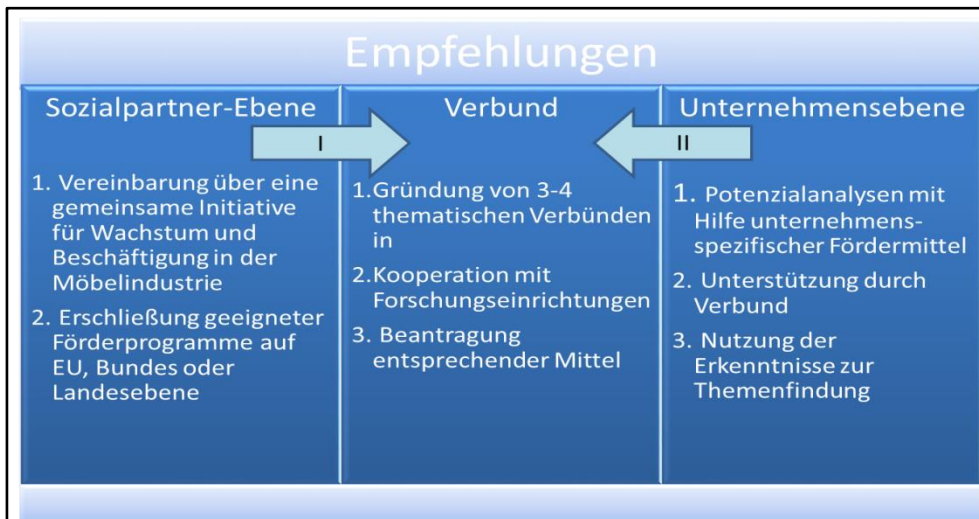 Empfehlungen
Sozialpartner-Ebene
I
1. Vereinbarung über eine
gemeinsame Initiative
für Wachstum und
Beschäftigung in der
Möbelindustrie
2. Erschließung geeigneter
Förderprogramme auf
EU, Bundes oder
Landesebene
Verbund
1.Gründung von 3-4
thematischen Verbünden
in
2.Kooperation mit
Forschungseinrichtungen
3. Beantragung
entsprechender Mittel
Unternehmensebene
II
1. Potenzialanalysen mit
Hilfe unternehmens-
spezifischer Fördermittel
2. Unterstützung durch
Verbund
3. Nutzung der
Erkenntnisse zur
Themenfindung